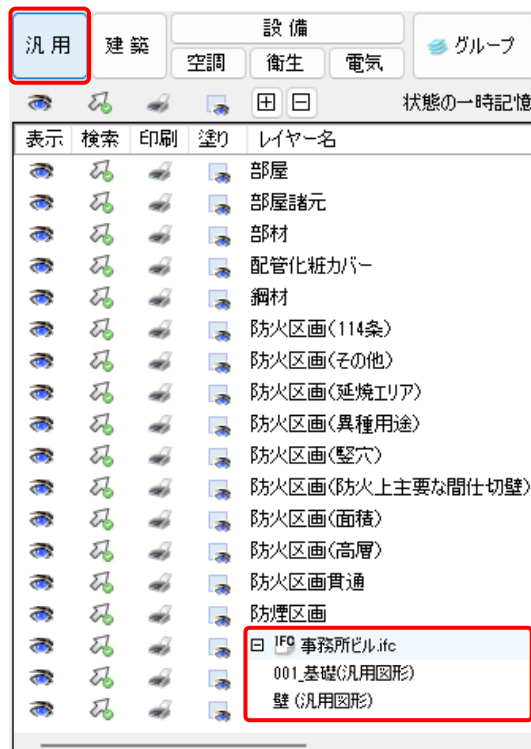 汎用
建築
設備
空調
衛生
電気
グループ
状態の一時記憶
表示 検索 印刷 塗り レイヤー名
部屋
部屋諸元
部材
配管化粧カバー
鋼材
防火区画(114条)
防火区画(その他)
防火区画(延焼エリア)
防火区画(異種用途)
防火区画(竪穴)
防火区画(防火上主要な間仕切壁)
防火区画(面積)
防火区画(高層)
防火区画貫通
防煙区画
IFC 事務所ビル.ifc
001_基礎(汎用図形)
壁 (汎用図形)